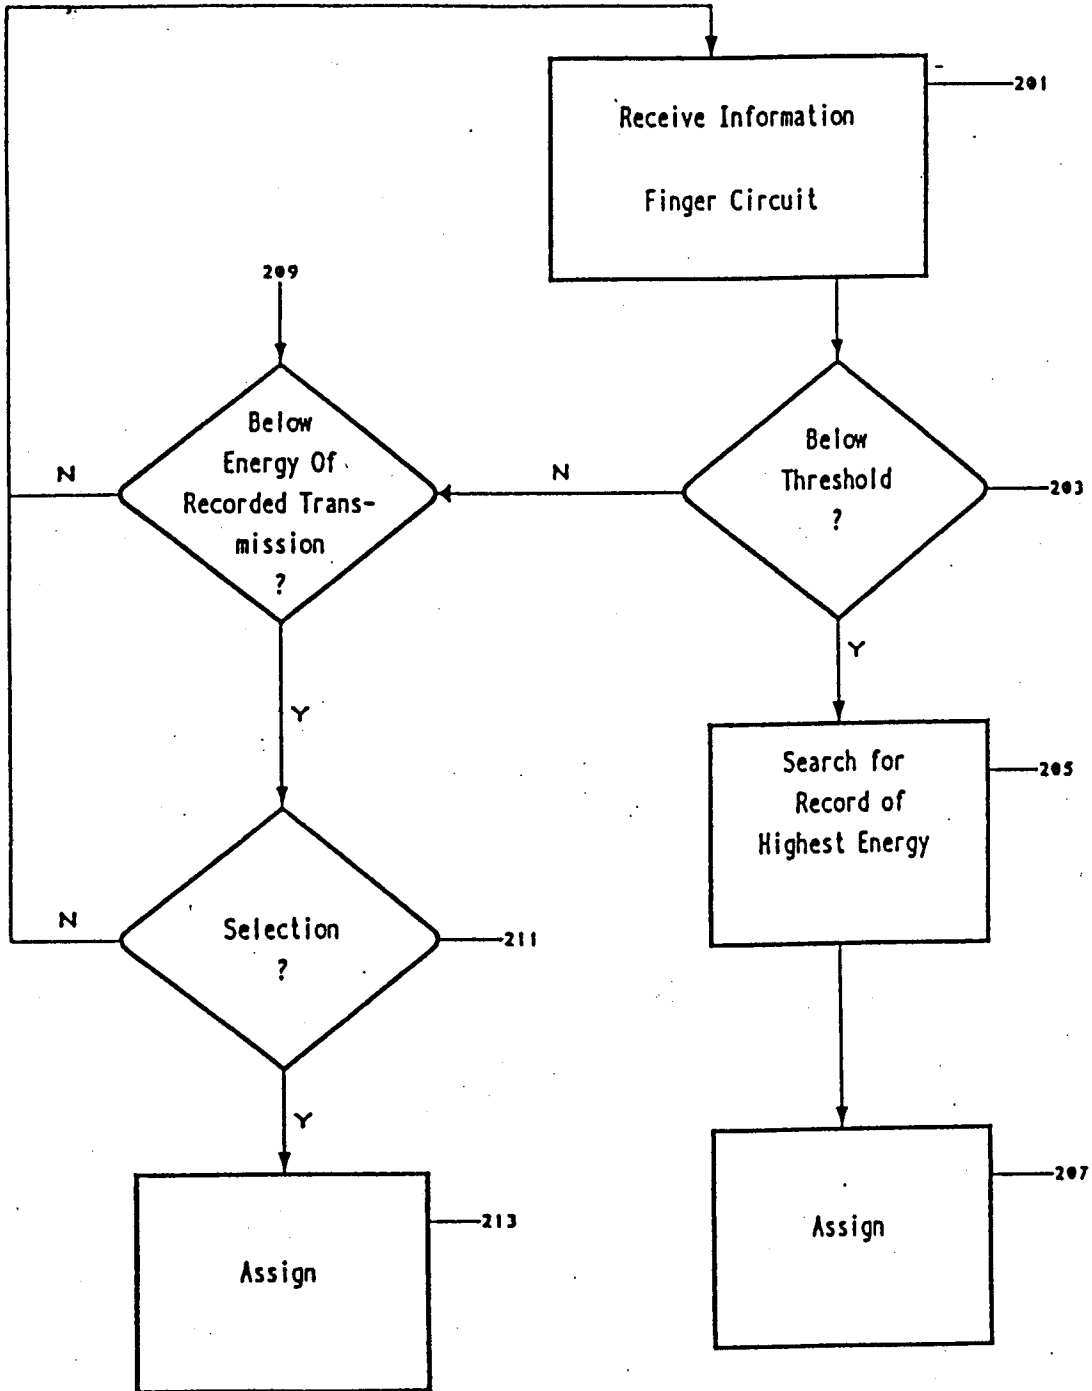 201
Receive Information
Finger Circuit
209
Below
Energy Of
Recorded Trans-
mission
?
N
N
Below
Threshold
?
203
Y
Y
Search for
Record of
Highest Energy
205
N
Selection
?
211
Y
Assign
213
Assign
207